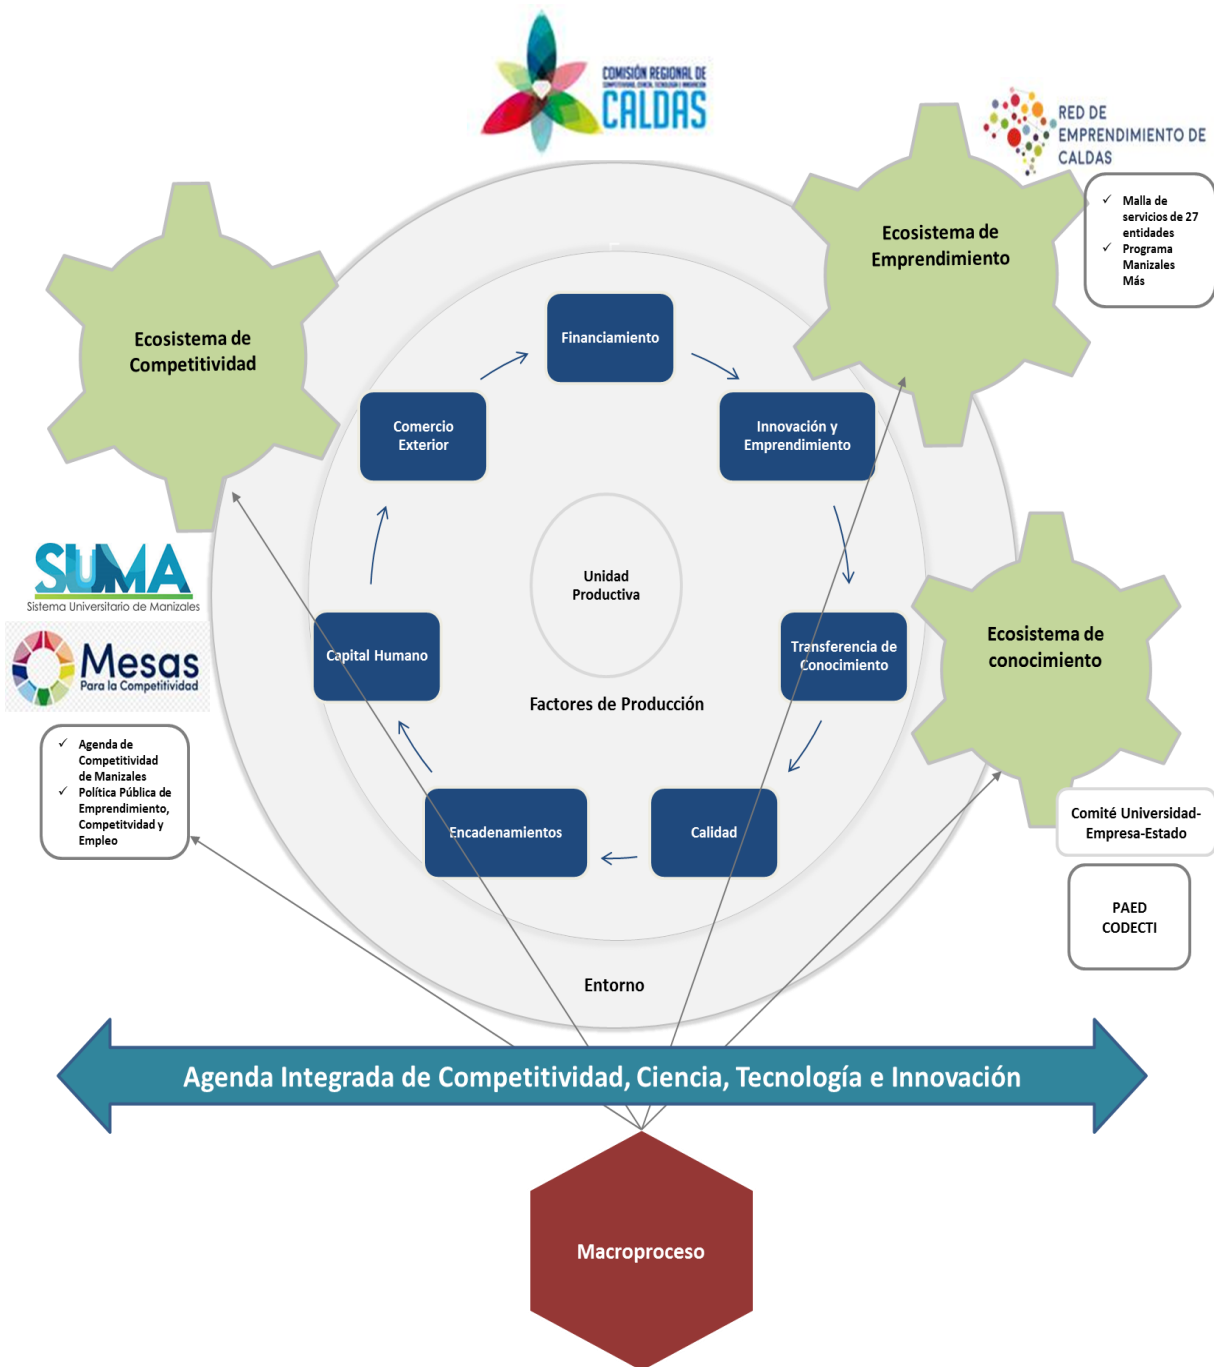 COMISIÓN REGIONAL DE
COMPETITIVIDAD, CIENCIA, TECNOLOGÍA E INNOVACIÓN
CALDAS
RED DE
EMPRENDIMIENTO DE
CALDAS
✓ Malla de
servicios de 27
entidades
✓ Programa
Manizales
Más
Ecosistema de
Emprendimiento
Ecosistema de
Competitividad
Financiamiento
Comercio
Exterior
Innovación y
Emprendimiento
Unidad
Productiva
SUMA
Sistema Universitario de Manizales
Mesas
Para la Competitividad
Capital Humano
Transferencia de
Conocimiento
Ecosistema de
conocimiento
Factores de Producción
✓ Agenda de
Competitividad
de Manizales
✓ Política Pública de
Emprendimiento,
Competitvidad y
Empleo
Encadenamientos
Calidad
Comité Universidad-
Empresa-Estado
PAED
CODECTI
Entorno
Agenda Integrada de Competitividad, Ciencia, Tecnología e Innovación
Macroproceso